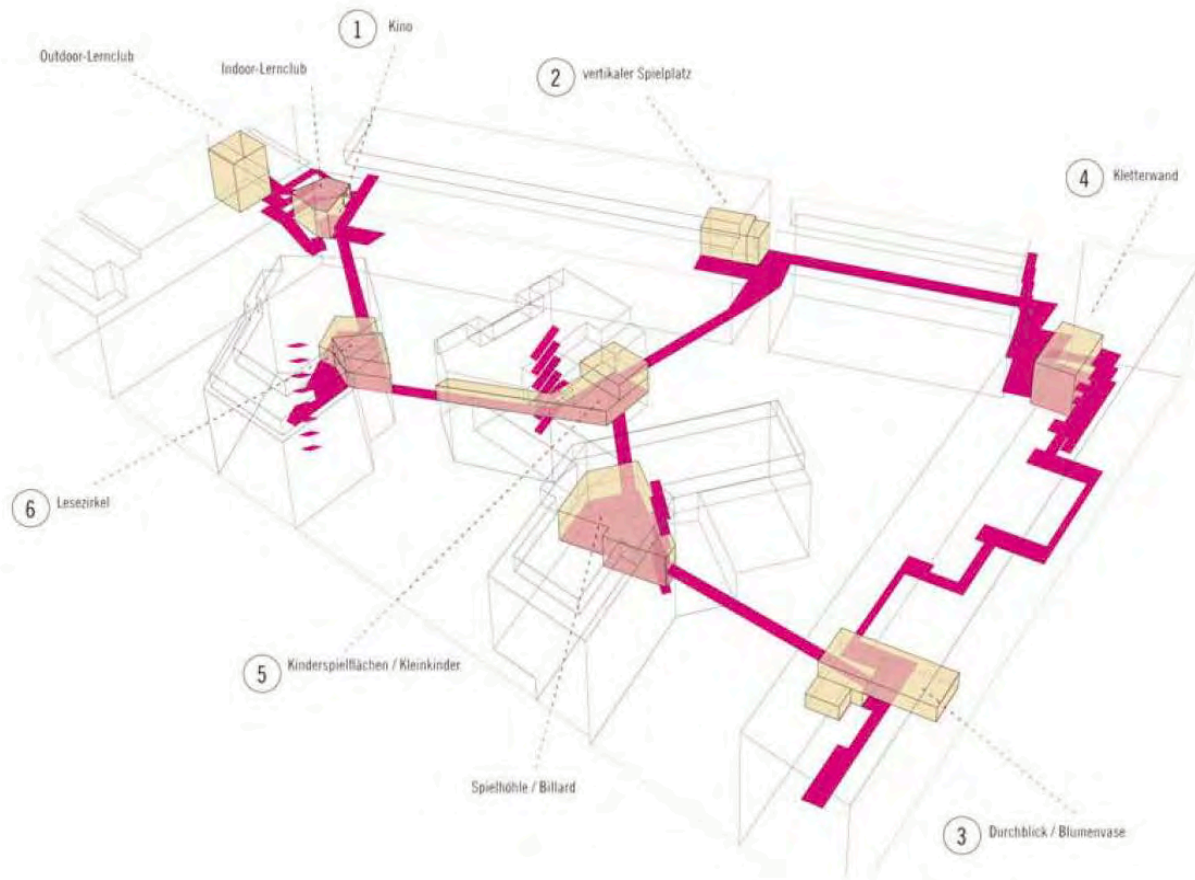 1 Kino
Outdoor-Lernclub
Indoor-Lernclub
2 vertikaler Spielplatz
4 Kletterwand
6 Lesezirkel
5 Kinderspielflächen / Kleinkinder
Spielhöhle / Billard
3 Durchblick / Blumenvase